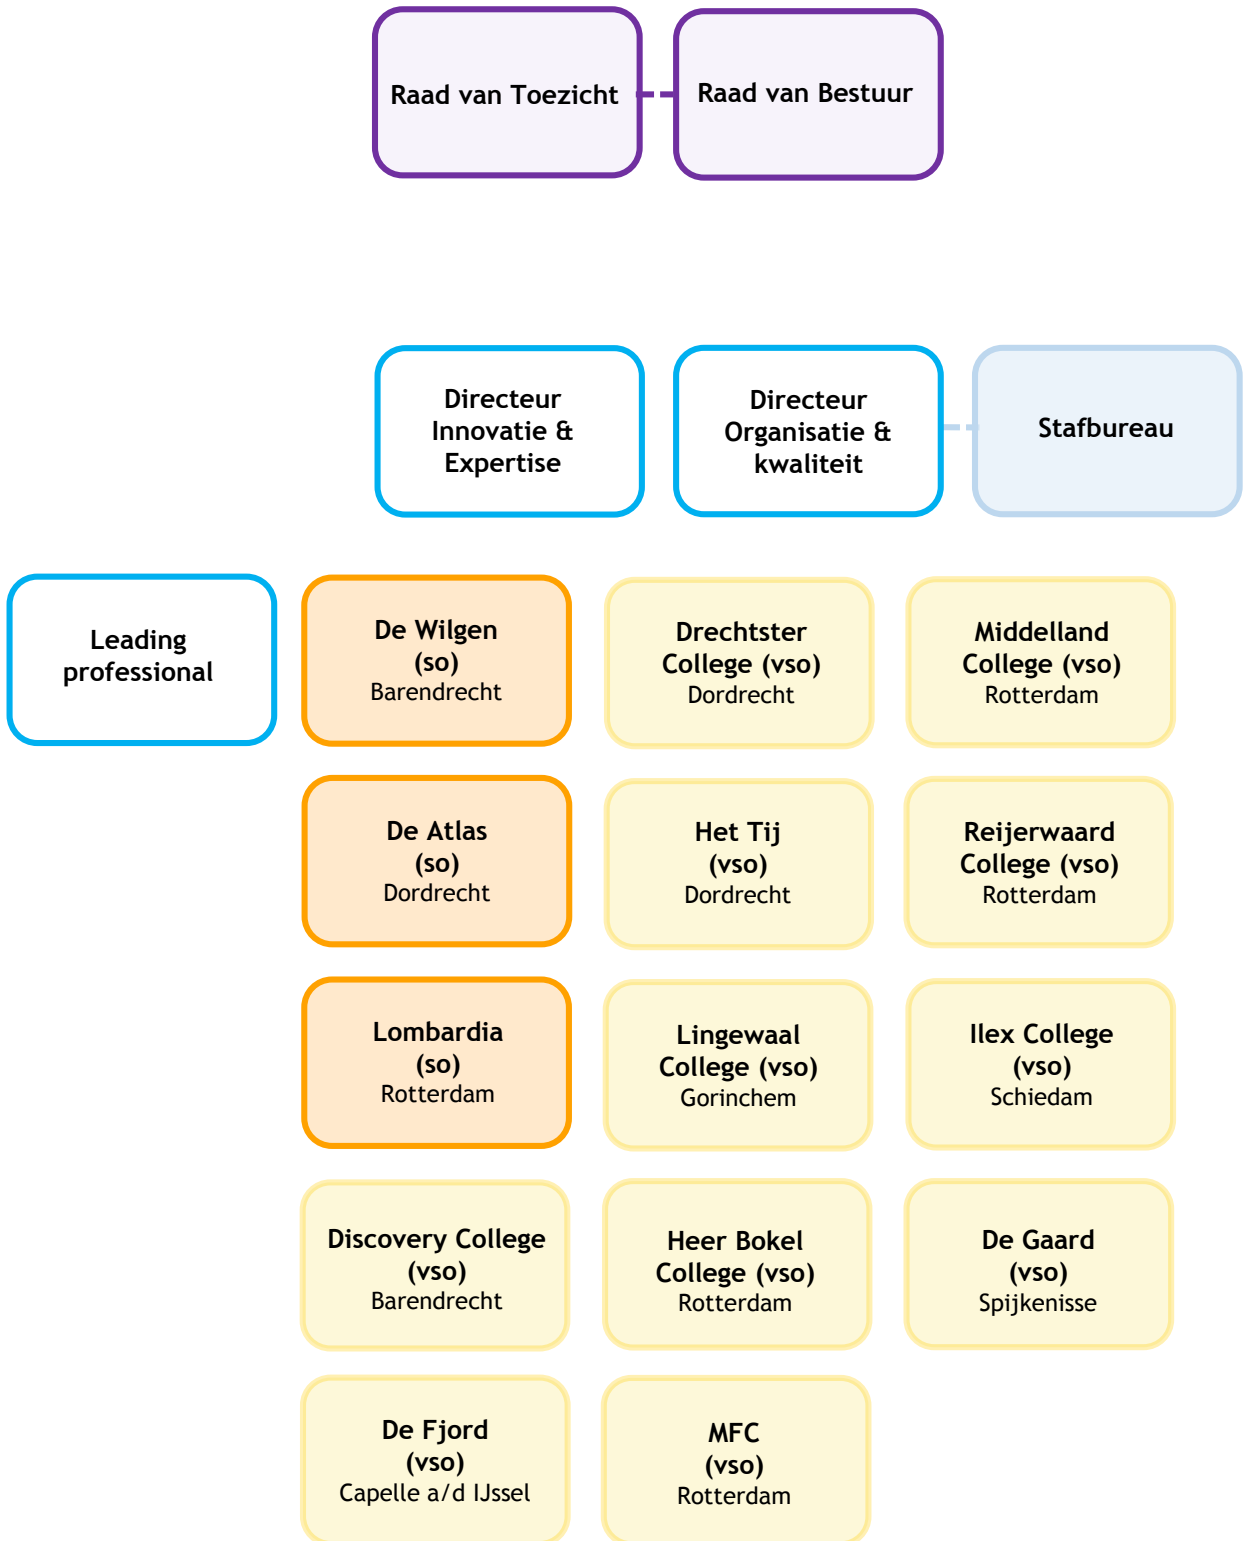 Raad van Toezicht
Raad van Bestuur
Directeur
Innovatie &
Expertise
Directeur
Organisatie &
kwaliteit
Stafbureau
Leading
professional
De Wilgen
(so)
Barendrecht
Drechtster
College (vso)
Dordrecht
Middelland
College (vso)
Rotterdam
De Atlas
(so)
Dordrecht
Het Tij
(vso)
Dordrecht
Reijerwaard
College (vso)
Rotterdam
Lombardia
(so)
Rotterdam
Lingewaal
College (vso)
Gorinchem
Ilex College
(vso)
Schiedam
Discovery College
(vso)
Barendrecht
Heer Bokel
College (vso)
Rotterdam
De Gaard
(vso)
Spijkenisse
De Fjord
(vso)
Capelle a/d IJssel
MFC
(vso)
Rotterdam